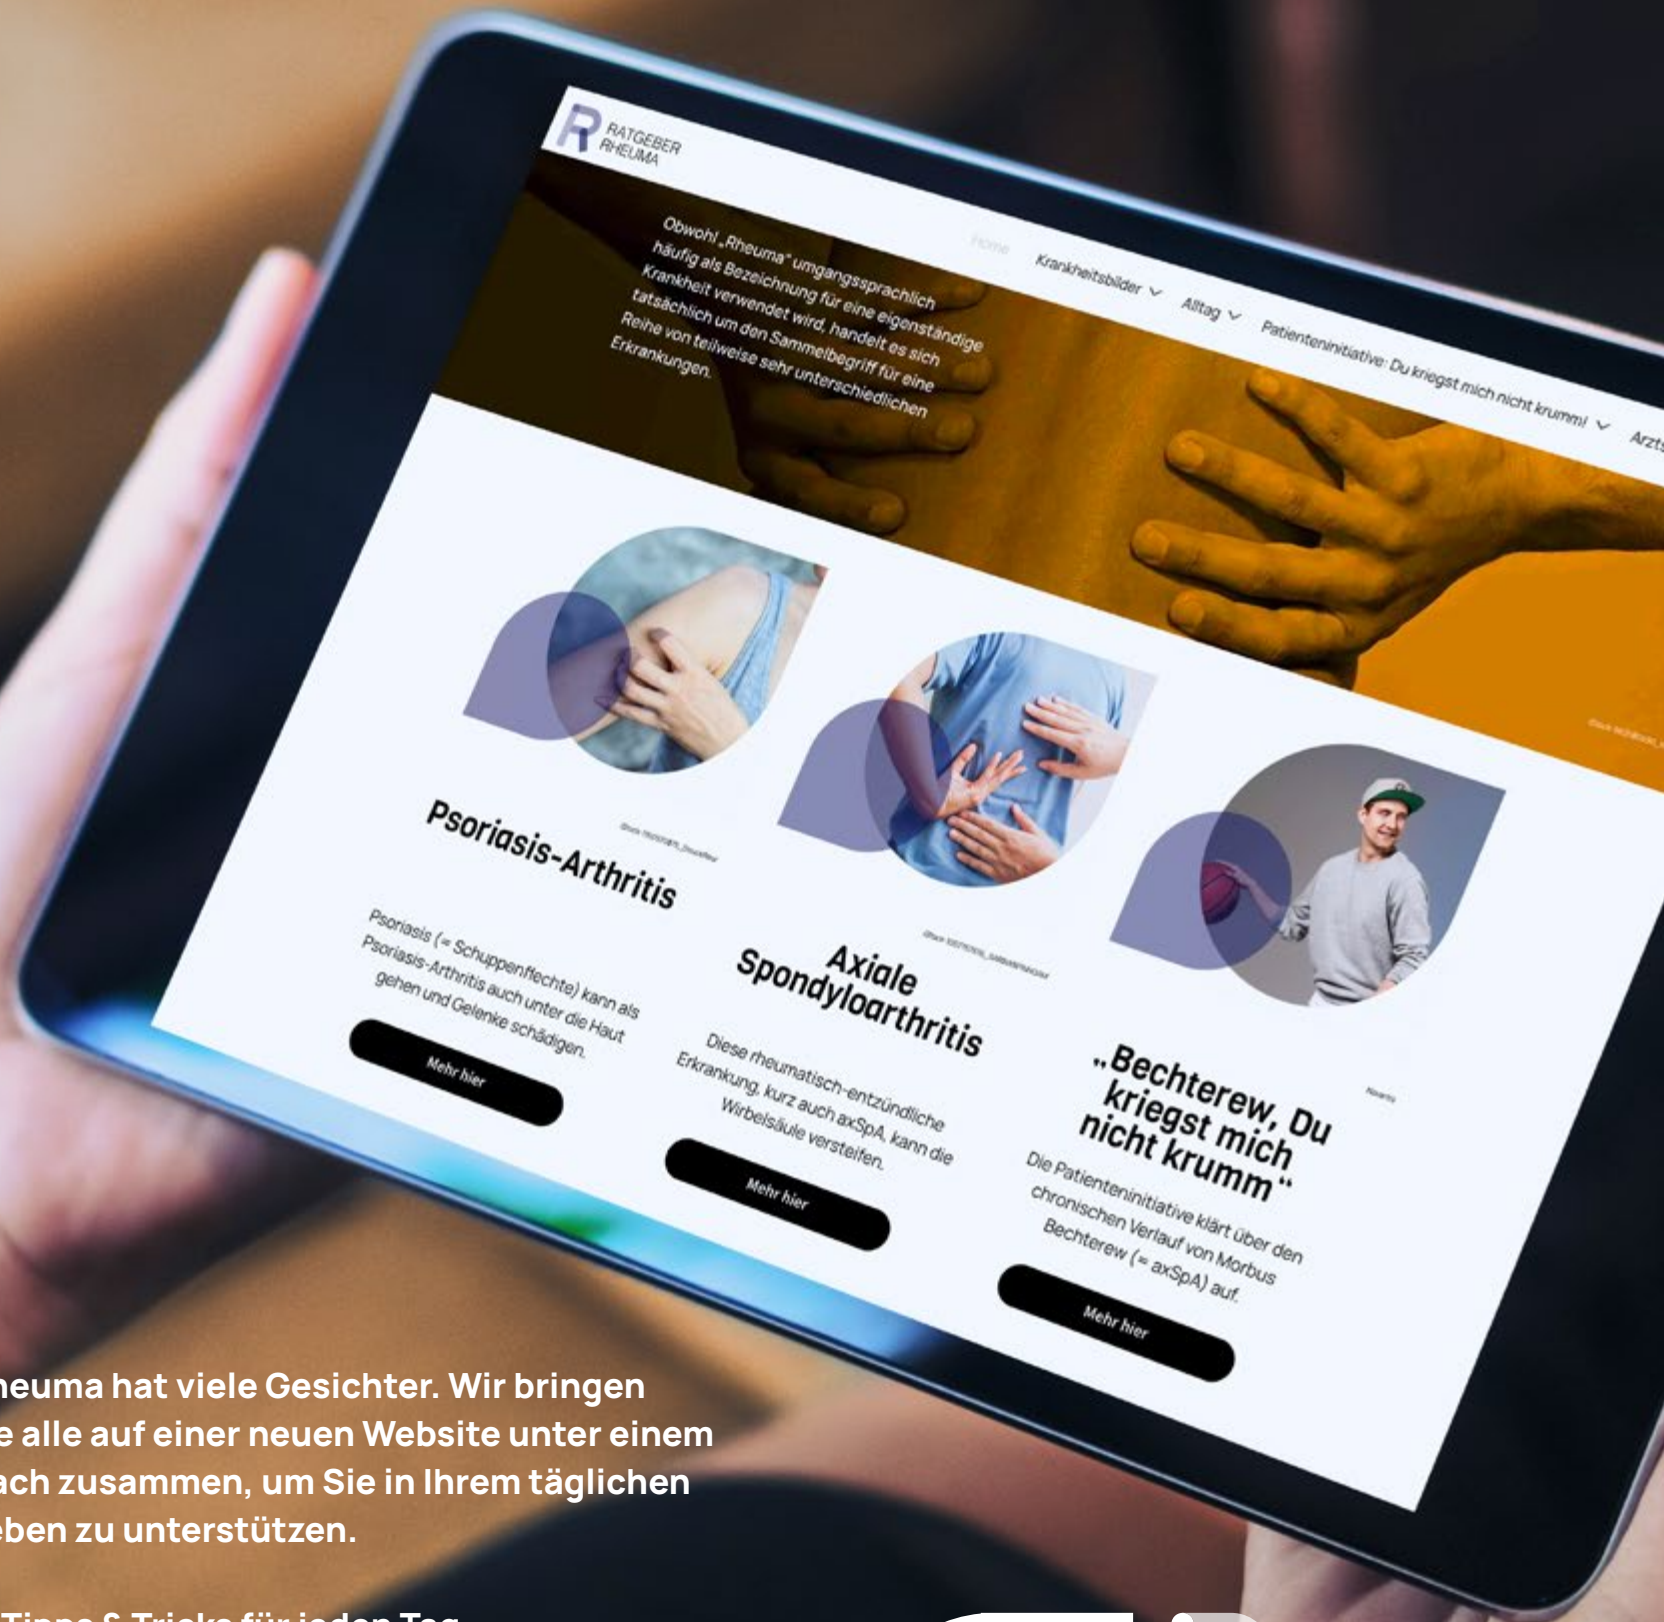 RATGEBER
RHEUMA
Home
Krankheitsbilder
Alltag
Patienteninitiative: Du kriegst mich nicht krumm!
Obwohl „Rheuma“ umgangssprachlich
häufig als Bezeichnung für eine eigenständige
Krankheit verwendet wird, handelt es sich
tatsächlich um den Sammelbegriff für eine
Reihe von teilweise sehr unterschiedlichen
Erkrankungen.
Psoriasis-Arthritis
Psoriasis (= Schuppenflechte) kann als
Psoriasis-Arthritis auch unter die Haut
gehen und Gelenke schädigen.
Mehr hier
Axiale
Spondyloarthritis
Diese rheumatisch-entzündliche
Erkrankung, kurz auch axSpA, kann die
Wirbelsäule versteifen.
Mehr hier
Novartis
„Bechterew, Du
kriegst mich
nicht krumm“
Die Patienteninitiative klärt über den
chronischen Verlauf von Morbus
Bechterew (= axSpA) auf.
Mehr hier
heuma hat viele Gesichter. Wir bringen
e alle auf einer neuen Website unter einem
ach zusammen, um Sie in Ihrem täglichen
eben zu unterstützen.
Tipps & Tricks für jeden Tag